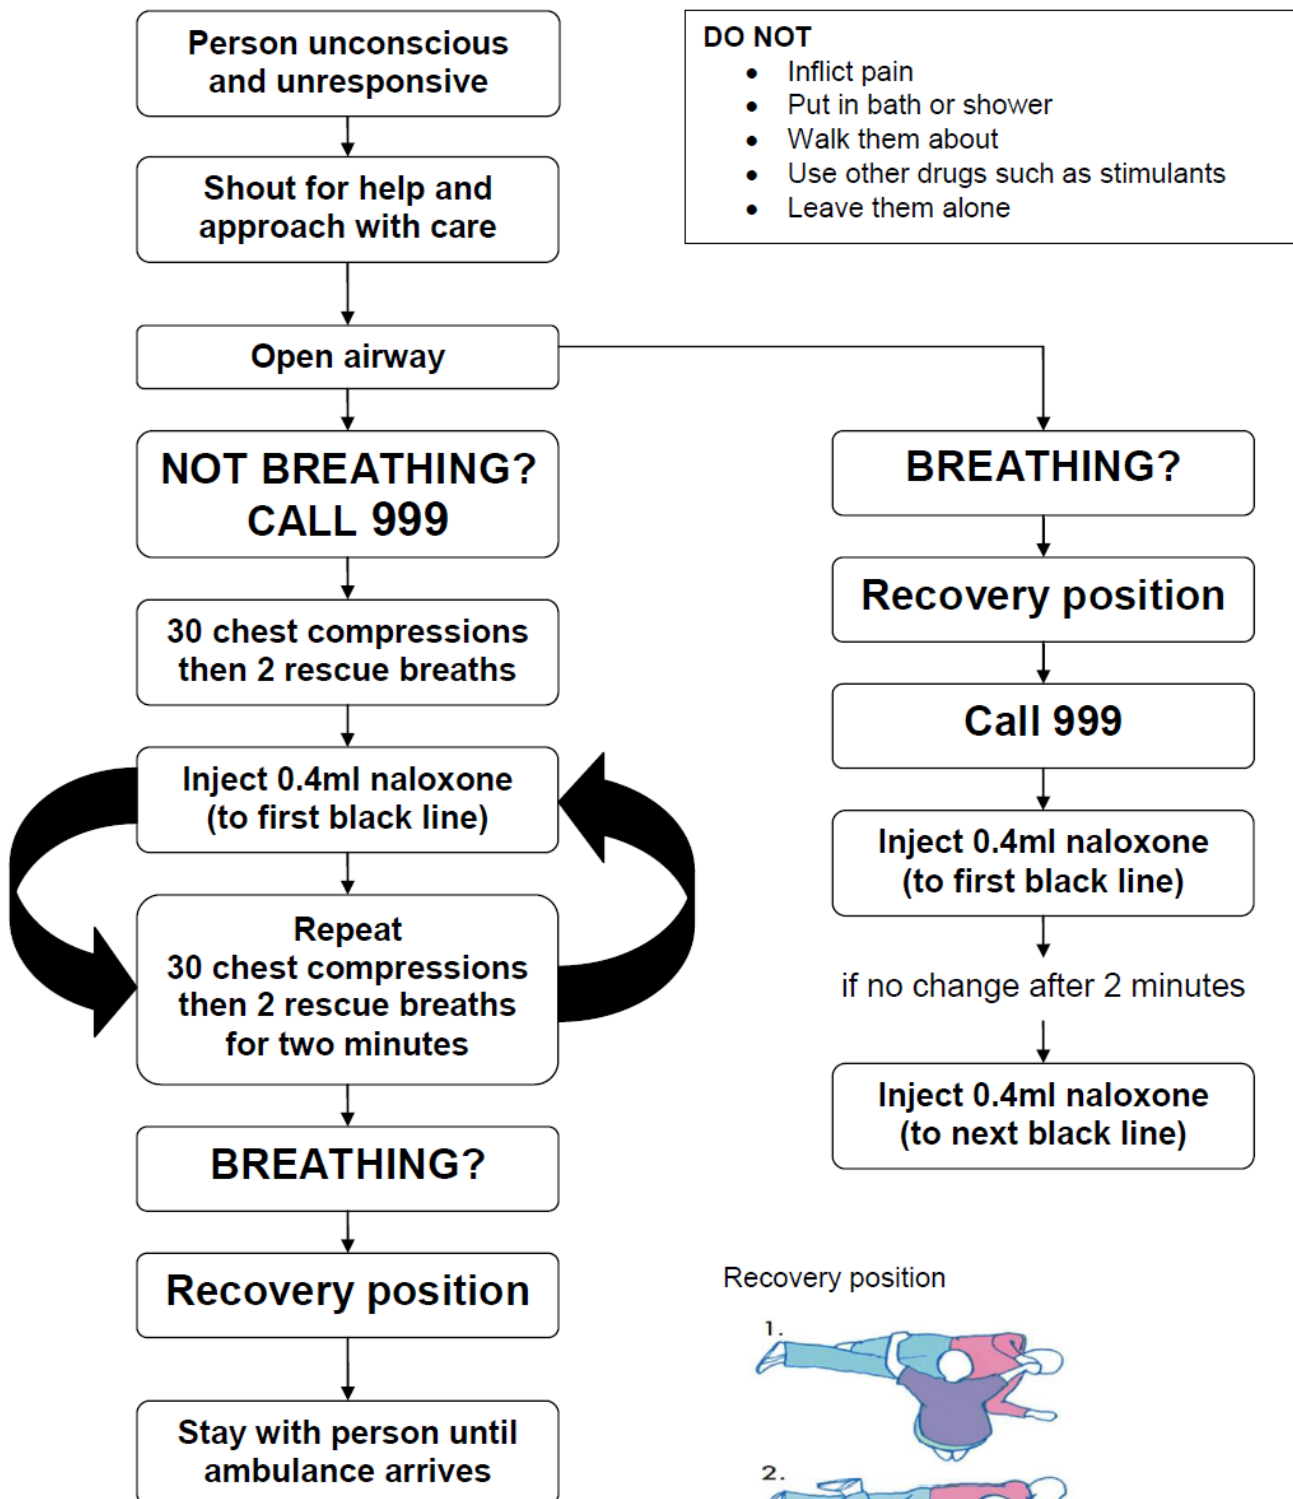 Person unconscious
and unresponsive
DO NOT
• Inflict pain
• Put in bath or shower
• Walk them about
• Use other drugs such as stimulants
• Leave them alone
Shout for help and
approach with care
Open airway
NOT BREATHING?
CALL 999
30 chest compressions
then 2 rescue breaths
Inject 0.4ml naloxone
(to first black line)
Repeat
30 chest compressions
then 2 rescue breaths
for two minutes
BREATHING?
Recovery position
Stay with person until
ambulance arrives
BREATHING?
Recovery position
Call 999
Inject 0.4ml naloxone
(to first black line)
if no change after 2 minutes
Inject 0.4ml naloxone
(to next black line)
Recovery position
1.
2.